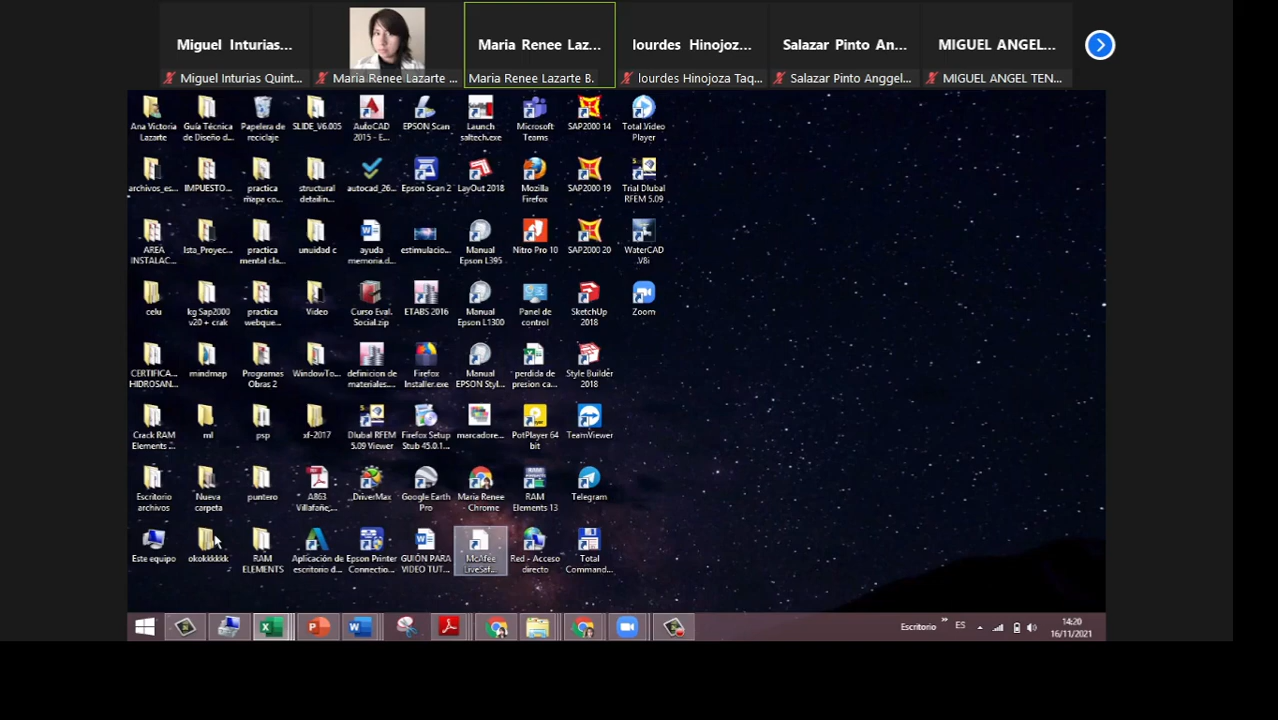 Miguel Inturias...
Maria Renee Laz...
lourdes Hinojoz...
Salazar Pinto An...
MIGUEL ANGEL...
Miguel Inturias Quint...
Maria Renee Lazarte ...
Maria Renee Lazarte B.
lourdes Hinojoza Taq...
Salazar Pinto Anggel...
MIGUEL ANGEL TEN...
Ana Victoria Lazarte
Guía Técnica de Diseño d...
Papelera de reciclaje
SLIDE_V6.005
AutoCAD 2015 - E...
EPSON Scan
Launch saltech.exe
Microsoft Teams
SAP2000 14
Total Video Player
archivos_es...
IMPUESTO...
practica mapa co...
structural detailin...
autocad_26...
Epson Scan 2
LayOut 2018
Mozilla Firefox
SAP2000 19
Trial Dlubal RFEM 5.09
AREA INSTALAC...
lsta_Proyec...
practica mental cla...
unuidad c
ayuda memoria.d...
estimulacio...
Manual Epson L395
Nitro Pro 10
SAP2000 20
WaterCAD V8i
celu
kg Sap2000 v20 + crak
practica webque...
Video
Curso Eval. Social.zip
ETABS 2016
Manual Epson L1300
Panel de control
SketchUp 2018
Zoom
CERTIFICA... HIDROSAN...
mindmap
Programas Obras 2
WindowTo...
definicion de materiales...
Firefox Installer.exe
Manual EPSON Styl...
perdida de presion ca...
Style Builder 2018
Crack RAM Elements ...
ml
psp
xf-2017
Dlubal RFEM 5.09 Viewer
Firefox Setup Stub 45.0.1...
marcadore...
PotPlayer 64 bit
TeamViewer
Escritorio archivos
Nueva carpeta
puntero
A863 Villafañe,...
DriverMax
Google Earth Pro
Maria Renee - Chrome
RAM Elements 13
Telegram
Este equipo
okokkkkkk
RAM ELEMENTS
Aplicación de escritorio d...
Epson Printer Connectio...
GUIÓN PARA VIDEO TUT...
McAfee LiveSaf...
Red - Acceso directo
Total Comman...
Escritorio
ES
14:20
16/11/2021